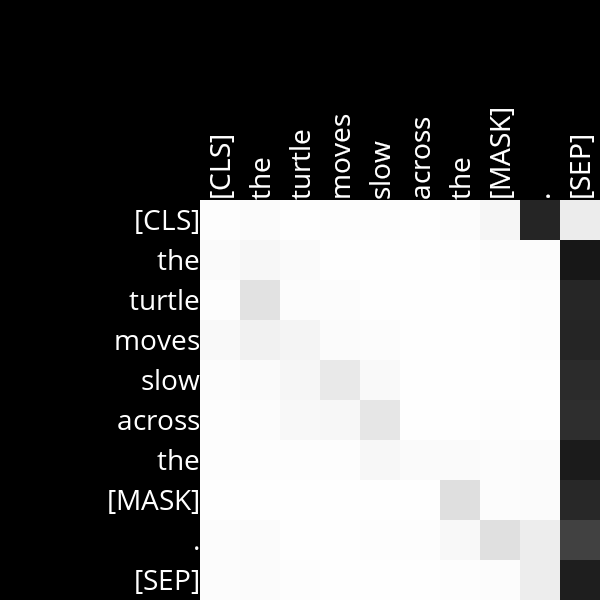 [CLS] the turtle moves slow across the [MASK] . [SEP]
[CLS]
the
turtle
moves
slow
across
the
[MASK]
.
[SEP]